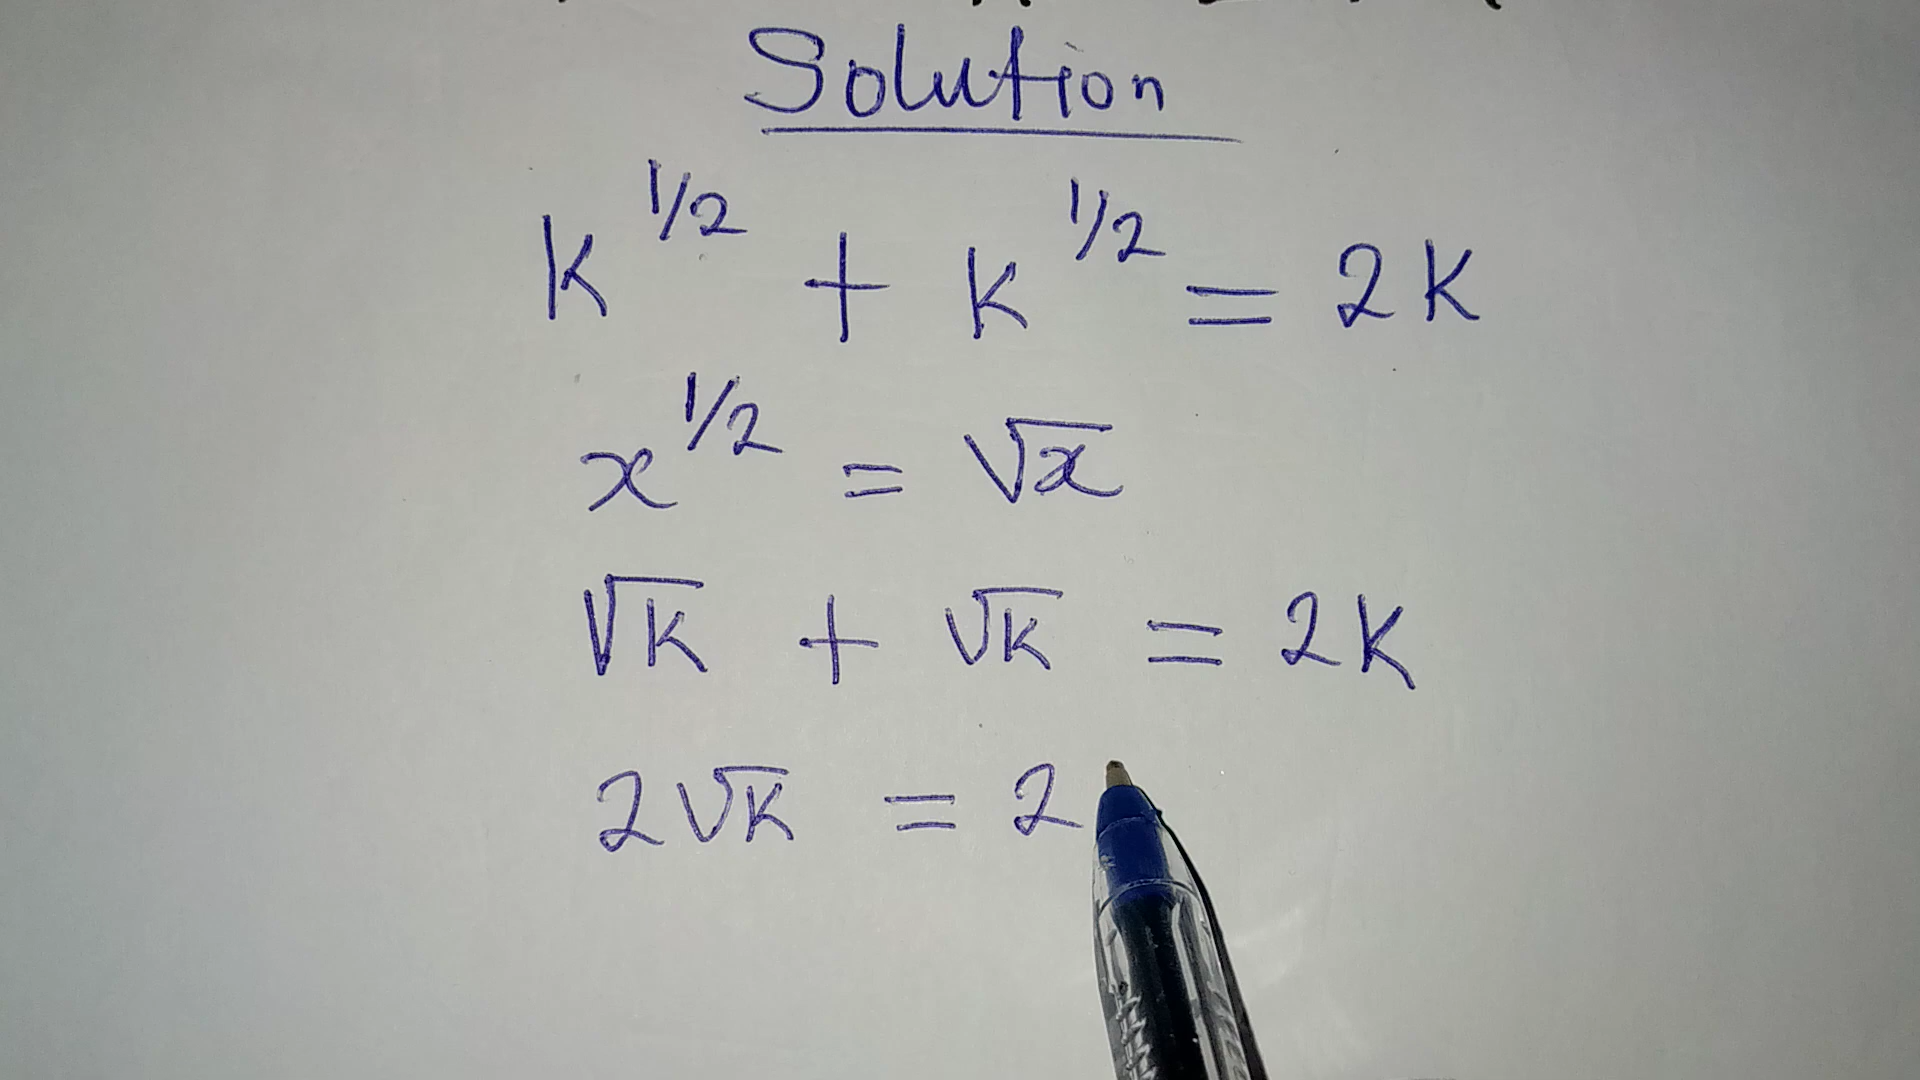 Solution
K^1/2 + K^1/2 = 2K
x^1/2 = √x
√K + √K = 2K
2√K = 2